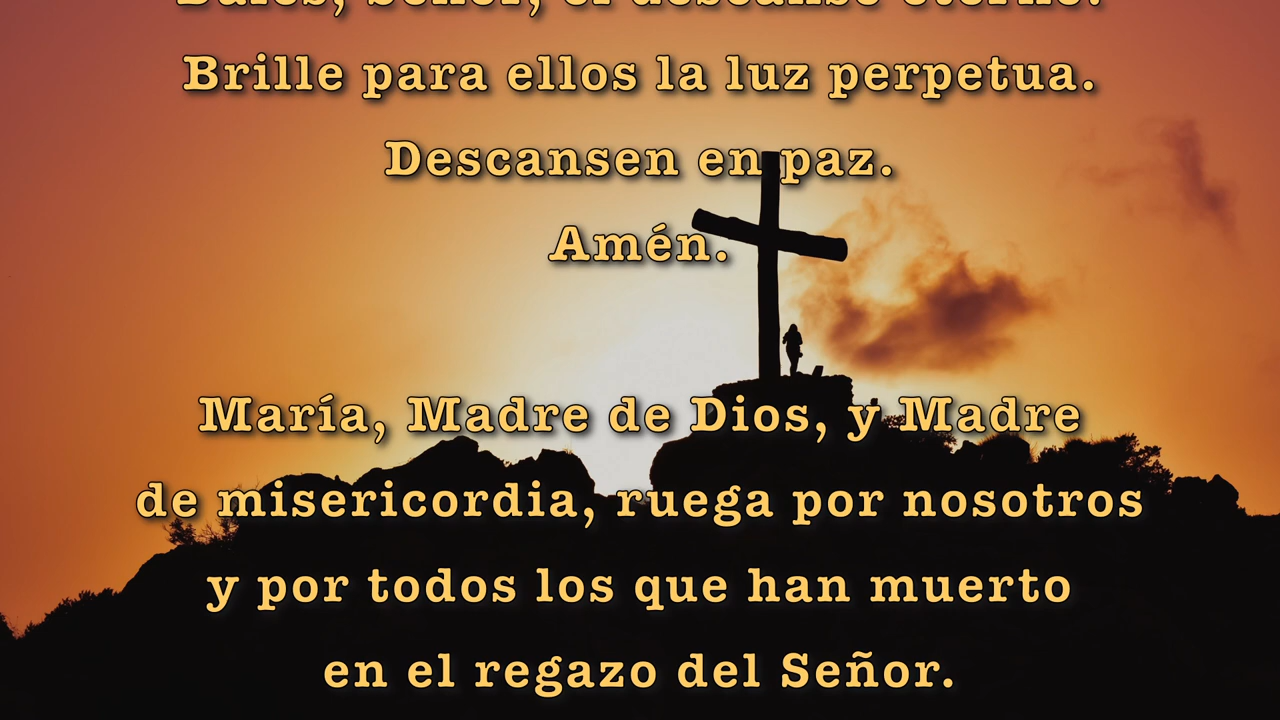 Brille para ellos la luz perpetua.
Descansen en paz.
Amén.
María, Madre de Dios, y Madre
de misericordia, ruega por nosotros
y por todos los que han muerto
en el regazo del Señor.